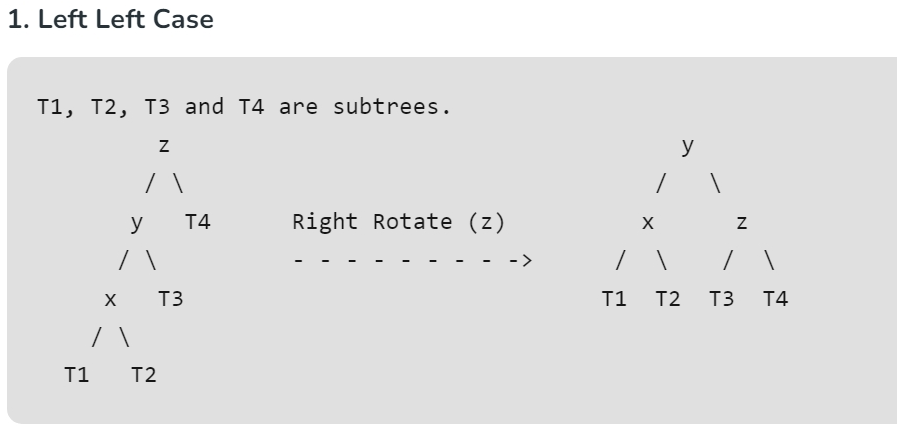 1. Left Left Case
T1, T2, T3 and T4 are subtrees.
z                                      y
/ \                                   /   \
y   T4      Right Rotate (z)          x      z
/ \          - - - - - - - - ->      /  \    /  \
x   T3                               T1  T2  T3  T4
/ \
T1   T2